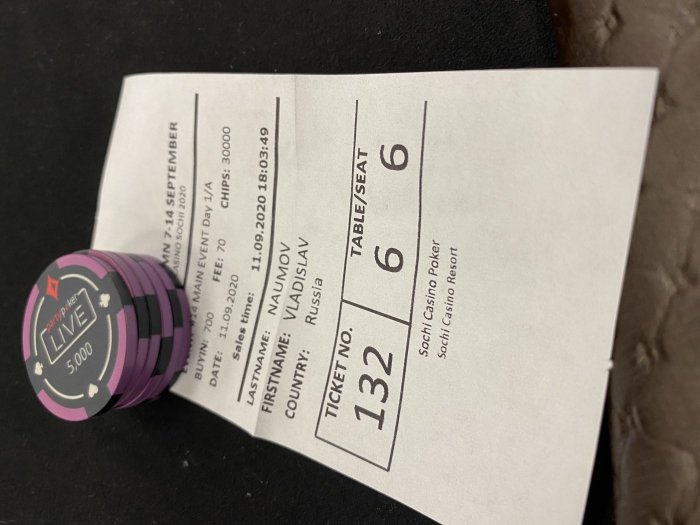 MN 7-14 SEPTEMBER
CASINO SOCHI 2020
#14 MAIN EVENT Day 1/A
BUYIN: 700 FEE: 70 CHIPS: 30000
DATE: 11.09.2020
Sales time: 11.09.2020 18:03:49
LASTNAME: NAUMOV
FIRSTNAME: VLADISLAV
COUNTRY: Russia
TICKET NO. TABLE/SEAT
132 6 6
Sochi Casino Poker
Sochi Casino Resort
partypoker
LIVE
5,000